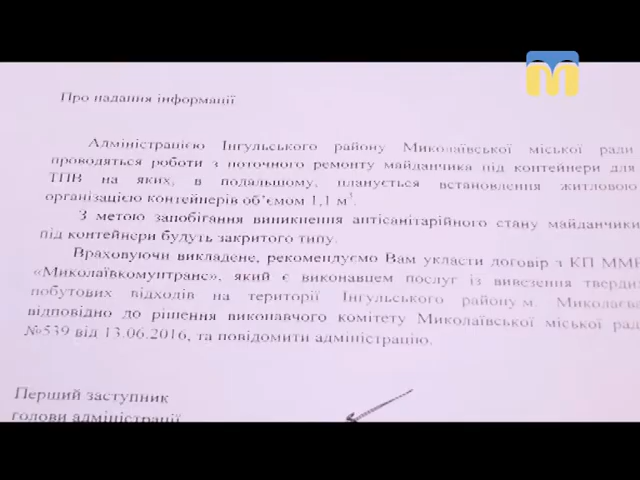 Про надання інформації
Адміністрацією Інгульського району Миколаївської міської ради
проводяться роботи з поточного ремонту майданчика під контейнери для
ТПВ на яких, в подальшому, планується встановлення житловою
організацією контейнерів об'ємом 1,1 м³.
З метою запобігання виникнення антісанітарійного стану майданчики
під контейнери будуть закритого типу.
Враховуючи викладене, рекомендуємо Вам укласти договір з КП ММР
«Миколаївкомунтранс», який є виконавцем послуг із вивезення тверди
побутових відходів на території Інгульського району м. Миколаєва
відповідно до рішення виконавчого комітету Миколаївської міської рад
№539 від 13.06.2016, та повідомити адміністрацію.
Перший заступник
голови адміністрації